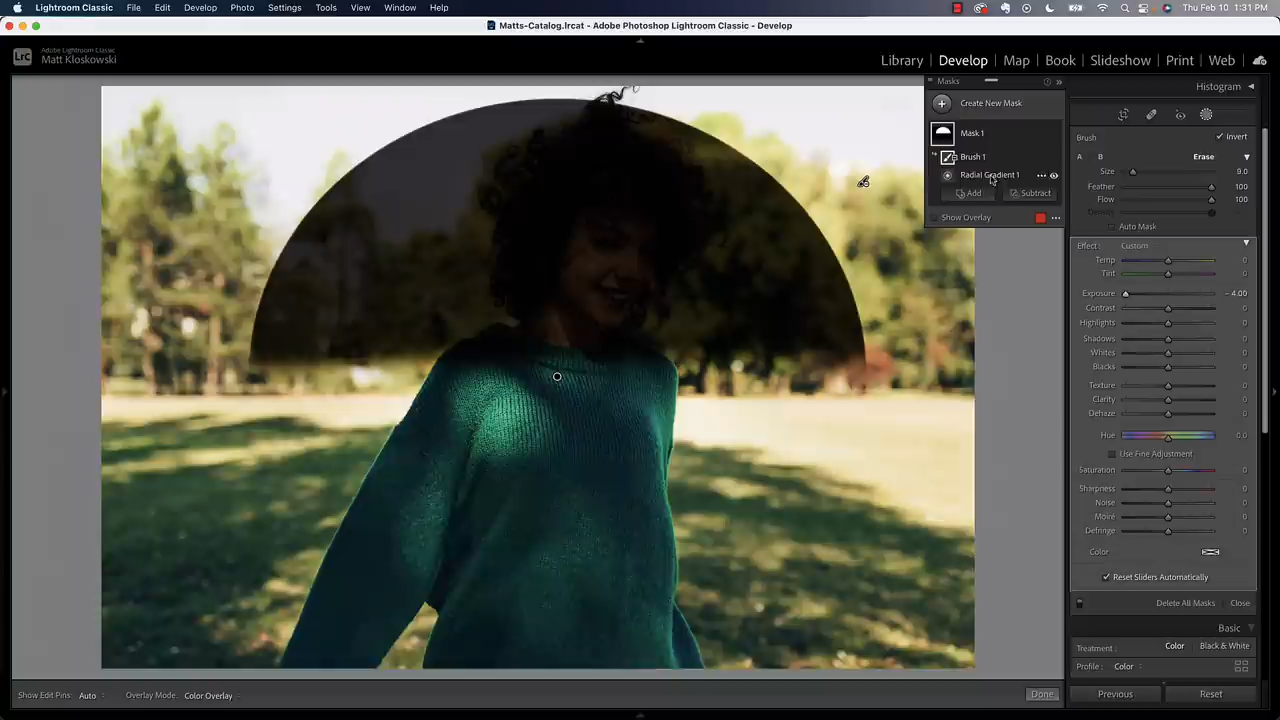 Lightroom Classic File Edit Develop Photo Settings Tools View Window Help Thu Feb 10 1:31 PM
Matts-Catalog.lrcat - Adobe Photoshop Lightroom Classic - Develop
LrC Adobe Lightroom Classic
Matt Kloskowski
Library | Develop | Map | Book | Slideshow | Print | Web
Masks
Create New Mask
Mask 1
Brush 1
Radial Gradient 1
Add Subtract
Show Overlay
Histogram
Brush Invert
A B Erase
Size 9.0
Feather 100
Flow 100
Density
Auto Mask
Effect: Custom
Temp 0
Tint 0
Exposure - 4.00
Contrast 0
Highlights 0
Shadows 0
Whites 0
Blacks 0
Texture 0
Clarity 0
Dehaze 0
Hue 0.0
Use Fine Adjustment
Saturation 0
Sharpness 0
Noise 0
Moiré 0
Defringe 0
Color
Reset Sliders Automatically
Delete All Masks Close
Basic
Treatment: Color Black & White
Profile: Color
Previous Reset
Show Edit Pins: Auto Overlay Mode: Color Overlay Done